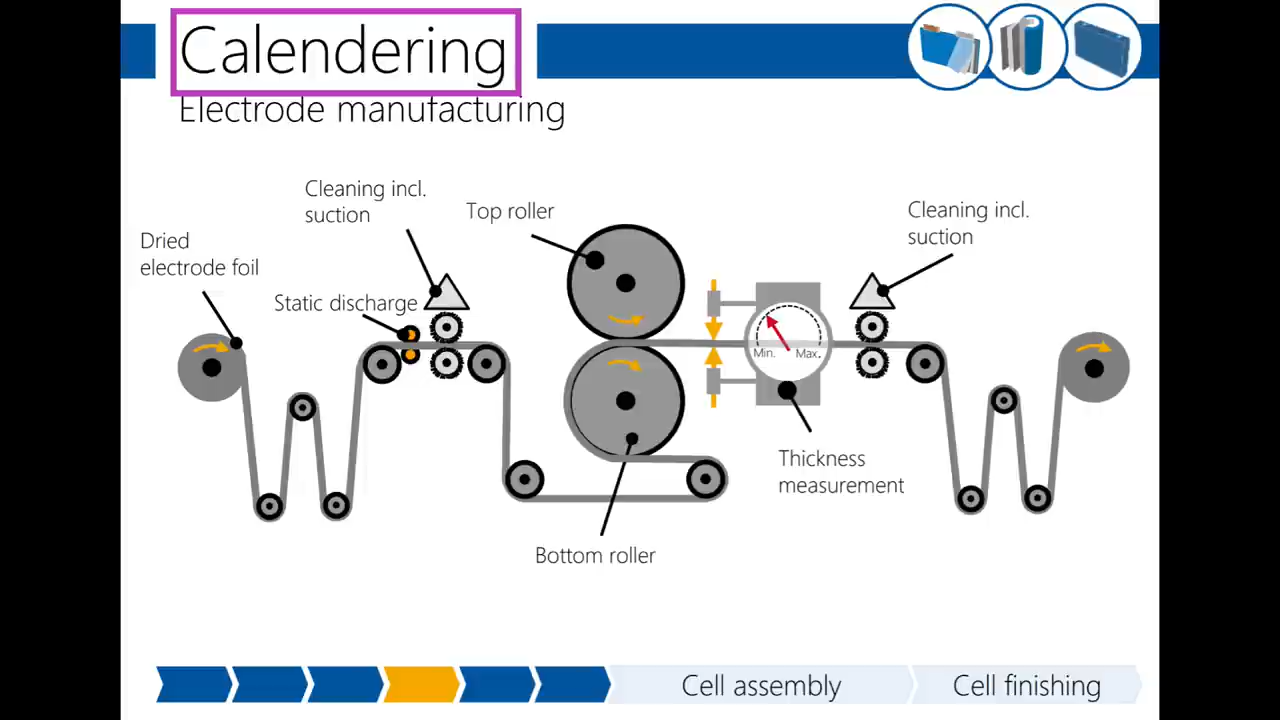 Calendering
Electrode manufacturing
Cleaning incl.
suction
Top roller
Cleaning incl.
suction
Dried
electrode foil
Static discharge
Min.
Max.
Thickness
measurement
Bottom roller
Cell assembly
Cell finishing